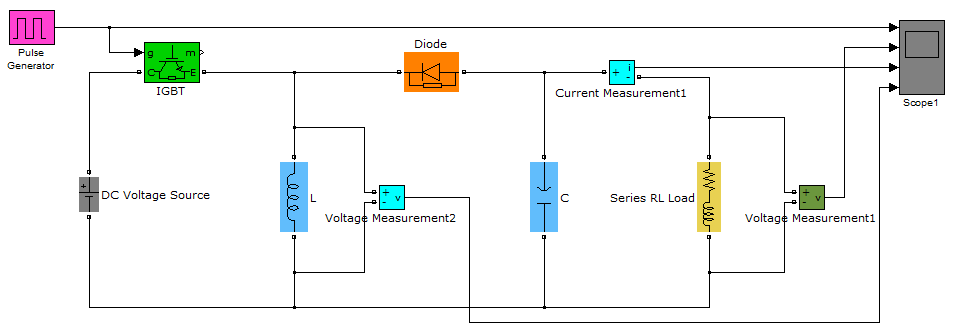 Pulse
Generator
g
m
C
E
IGBT
Diode
+
i
-
Current Measurement1
Scope1
+
DC Voltage Source
L
+
-
v
Voltage Measurement2
C
Series RL Load
+
-
v
Voltage Measurement1